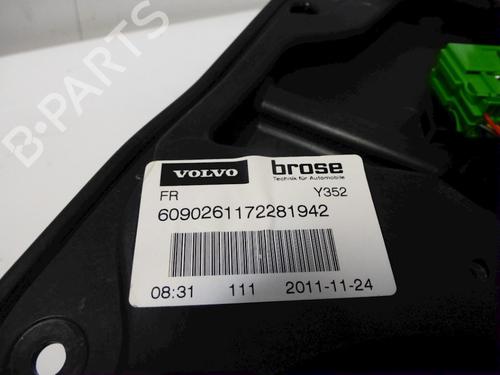 B-PARTS
VOLVO
brose
Technik für Automobile
FR
Y352
6090261172281942
08:31 111 2011-11-24